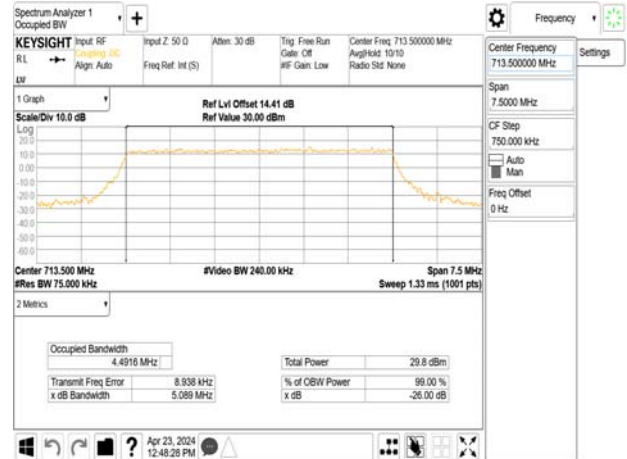 Spectrum Analyzer 1
Occupied BW
Frequency
KEYSIGHT Input: RF Input Z: 50 Ω Atten: 30 dB Trig: Free Run Center Freq: 713.500000 MHz
Coupling: DC Gate: Off Avg|Hold: 10/10
RL Align: Auto Freq Ref: Int (S) #IF Gain: Low Radio Std: None
Center Frequency
713.500000 MHz
Settings
Span
7.5000 MHz
CF Step
750.000 kHz
Auto
Man
Freq Offset
0 Hz
1 Graph
Ref Lvl Offset 14.41 dB
Scale/Div 10.0 dB Ref Value 30.00 dBm
Log
20.0
10.0
0.00
-10.0
-20.0
-30.0
-40.0
-50.0
-60.0
Center 713.500 MHz #Video BW 240.00 kHz Span 7.5 MHz
#Res BW 75.000 kHz Sweep 1.33 ms (1001 pts)
2 Metrics
Occupied Bandwidth
4.4916 MHz Total Power 29.8 dBm
Transmit Freq Error 8.938 kHz % of OBW Power 99.00 %
x dB Bandwidth 5.089 MHz x dB -26.00 dB
Apr 23, 2024
12:48:28 PM